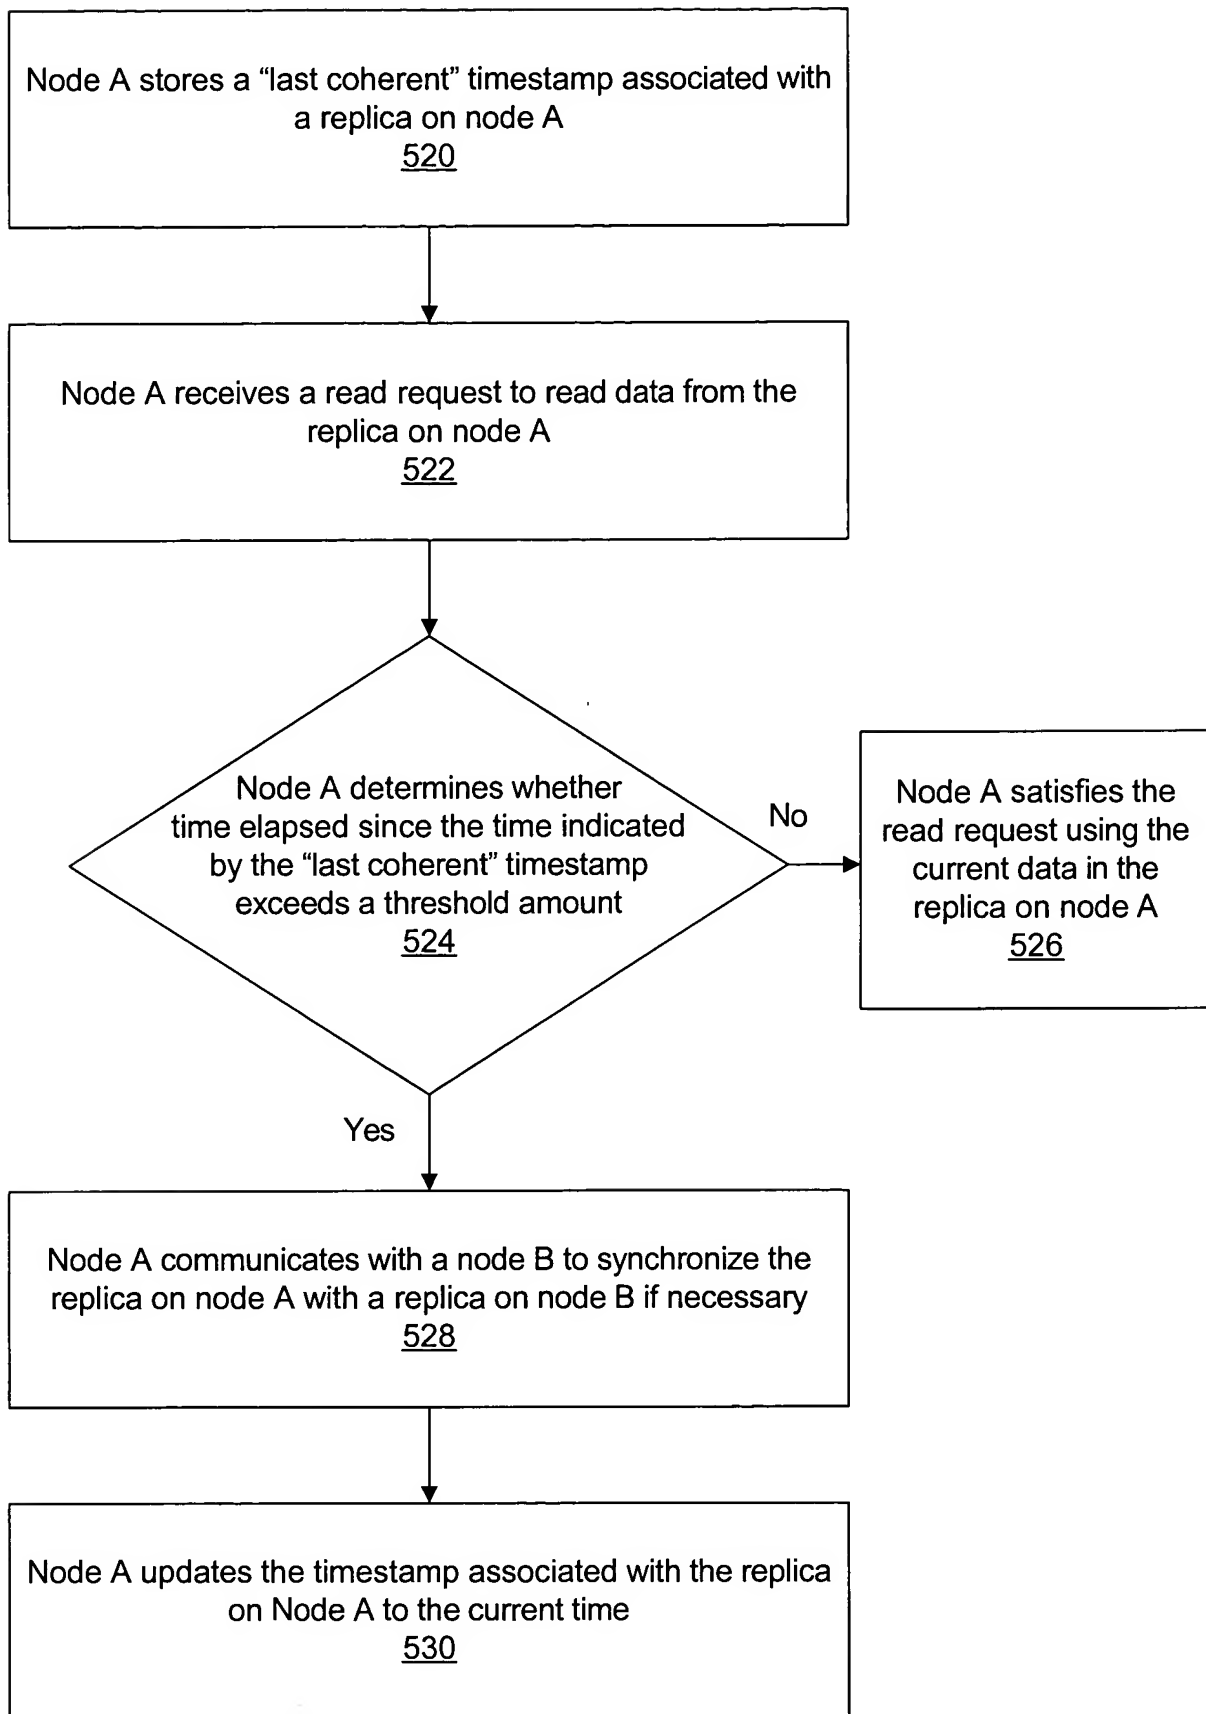 Node A stores a “last coherent” timestamp associated with
a replica on node A
520
Node A receives a read request to read data from the
replica on node A
522
Node A determines whether
time elapsed since the time indicated
by the “last coherent” timestamp
exceeds a threshold amount
524
No
Node A satisfies the
read request using the
current data in the
replica on node A
526
Yes
Node A communicates with a node B to synchronize the
replica on node A with a replica on node B if necessary
528
Node A updates the timestamp associated with the replica
on Node A to the current time
530